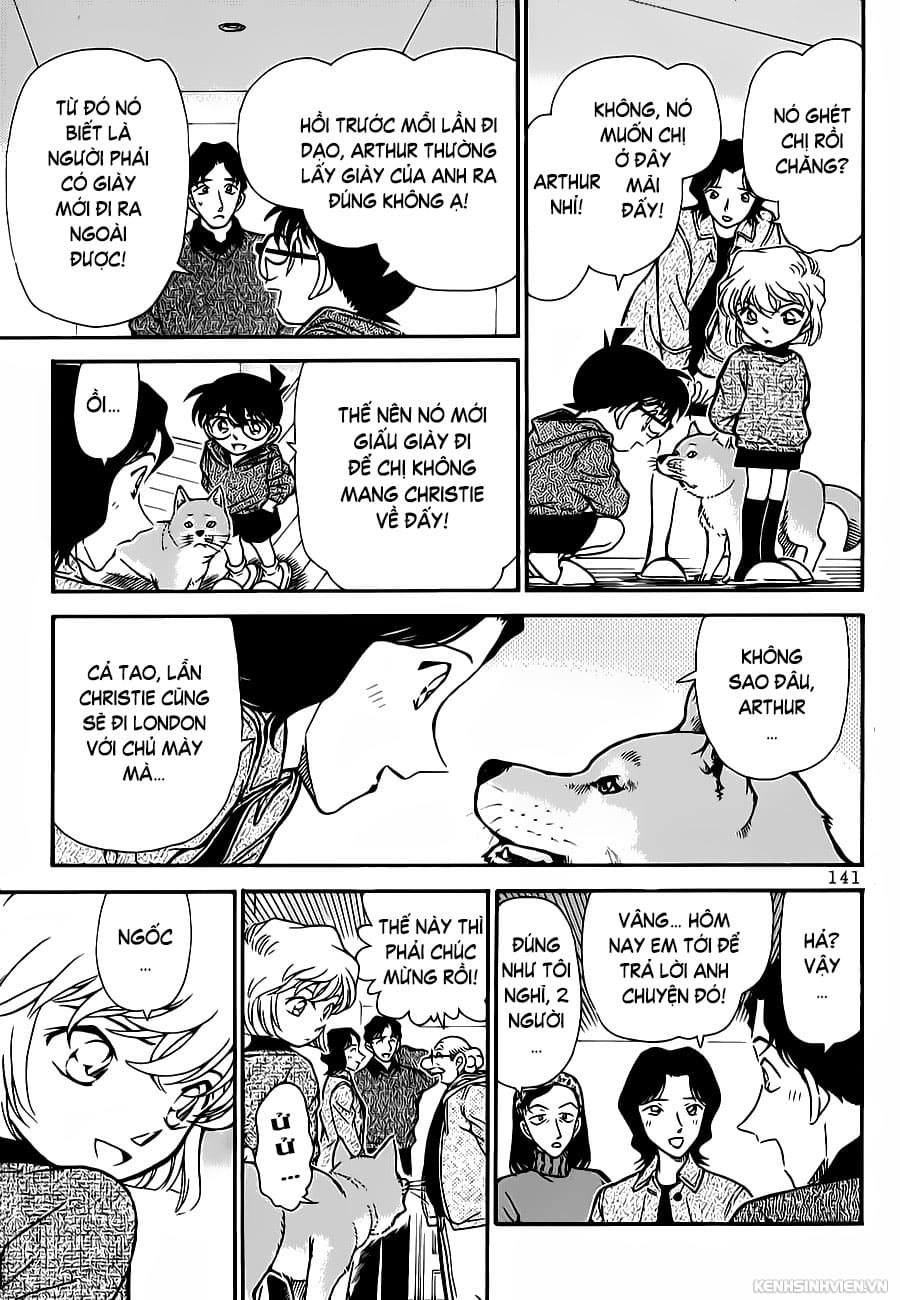 NÓ GHÉT
CHỊ RỒI
CHĂNG?
KHÔNG, NÓ
MUỐN CHỊ
Ở ĐÂY
MÃI
ĐẤY!
ARTHUR
NHỈ!
HỒI TRƯỚC MỖI LẦN ĐI
DẠO, ARTHUR THƯỜNG
LẤY GIÀY CỦA ANH RA
ĐÚNG KHÔNG Ạ!
TỪ ĐÓ NÓ
BIẾT LÀ
NGƯỜI PHẢI
CÓ GIÀY
MỚI ĐI RA
NGOÀI
ĐƯỢC!
THẾ NÊN NÓ MỚI
GIẤU GIÀY ĐI
ĐỂ CHỊ KHÔNG
MANG CHRISTIE
VỀ ĐẤY!
ỒI...
KHÔNG
SAO ĐÂU,
ARTHUR
...
CẢ TAO, LẪN
CHRISTIE CŨNG
SẼ ĐI LONDON
VỚI CHỦ MÀY
MÀ...
141
HẢ?
VẬY
...
VÂNG... HÔM
NAY EM TỚI ĐỂ
TRẢ LỜI ANH
CHUYỆN ĐÓ!
ĐÚNG
NHƯ TÔI
NGHĨ, 2
NGƯỜI
...
THẾ NÀY THÌ
PHẢI CHÚC
MỪNG RỒI!
Ử
Ử
...
NGỐC
...
KENHSINHVIEN.VN